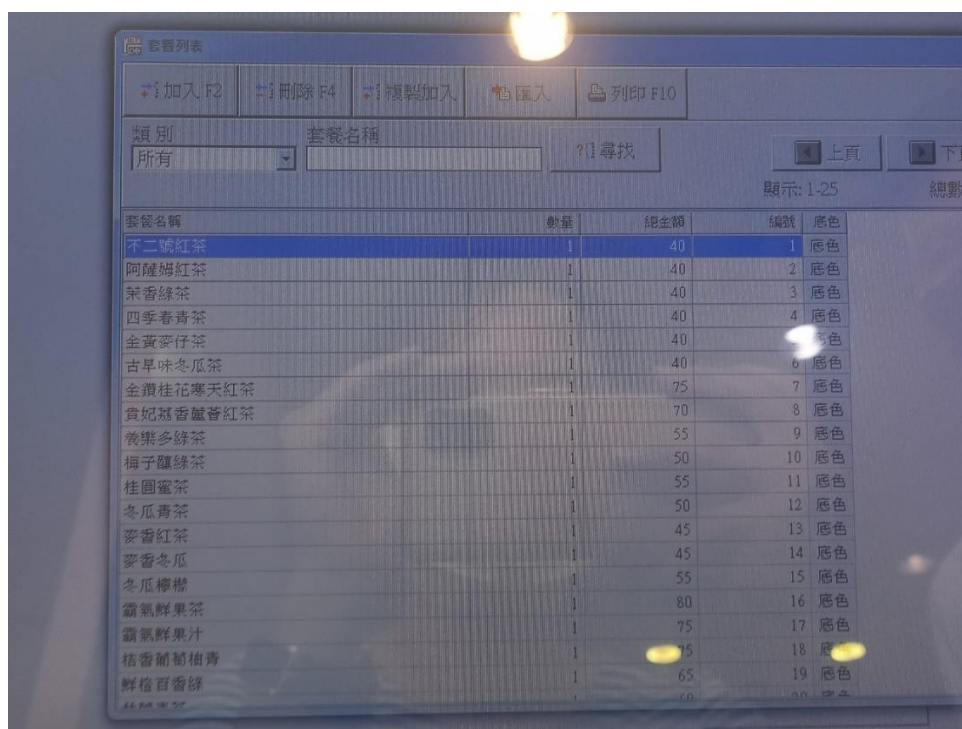 套餐列表
加入 F2 刪除 F4 複製加入 匯入 列印 F10
類別 套餐名稱
所有 尋找 上頁
顯示: 1-25 總數
套餐名稱 數量 總金額 編號 底色
不二號紅茶 1 40 1 底色
阿薩姆紅茶 1 40 2 底色
茉香綠茶 1 40 3 底色
四季春青茶 1 40 4 底色
金黃麥仔茶 1 40 底色
古早味冬瓜茶 1 40 6 底色
金鑽桂花寒天紅茶 1 75 7 底色
貴妃荔香蘆薈紅茶 1 70 8 底色
養樂多綠茶 1 55 9 底色
梅子釀綠茶 1 50 10 底色
桂圓蜜茶 1 55 11 底色
冬瓜青茶 1 50 12 底色
麥香紅茶 1 45 13 底色
麥香冬瓜 1 45 14 底色
冬瓜檸檬 1 55 15 底色
霸氣鮮果茶 1 80 16 底色
霸氣鮮果汁 1 75 17 底色
桔香葡萄柚青 1 18
鮮橙百香綠 1 65 19 底色